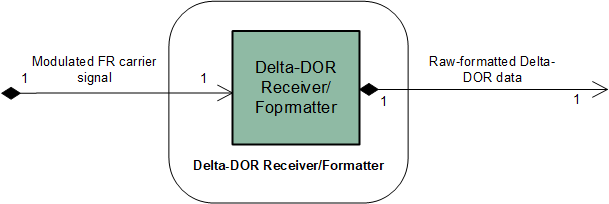 Modulated FR carrier
signal
1
1
Delta-DOR
Receiver/
Fopmatter
Delta-DOR Receiver/Formatter
1
Raw-formatted Delta-
DOR data
1